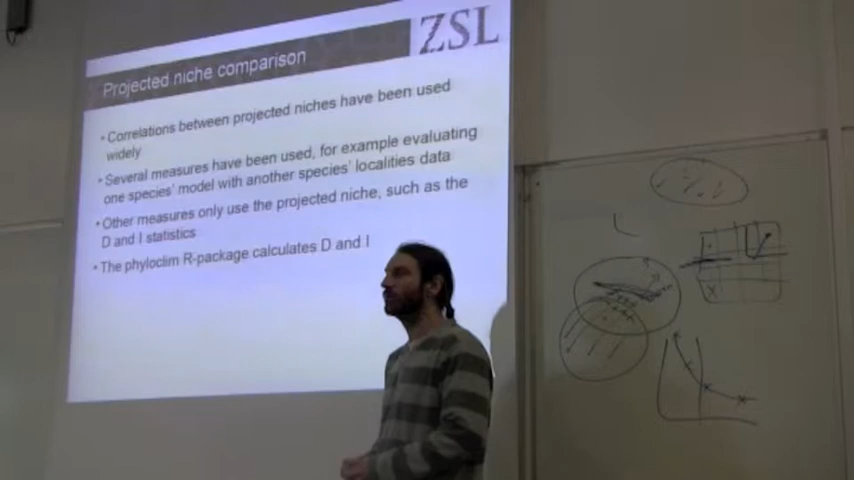 ZSL
Projected niche comparison
• Correlations between projected niches have been used
widely
• Several measures have been used, for example evaluating
one species' model with another species' localities data
• Other measures only use the projected niche, such as the
D and I statistics
• The phyloclim R-package calculates D and I